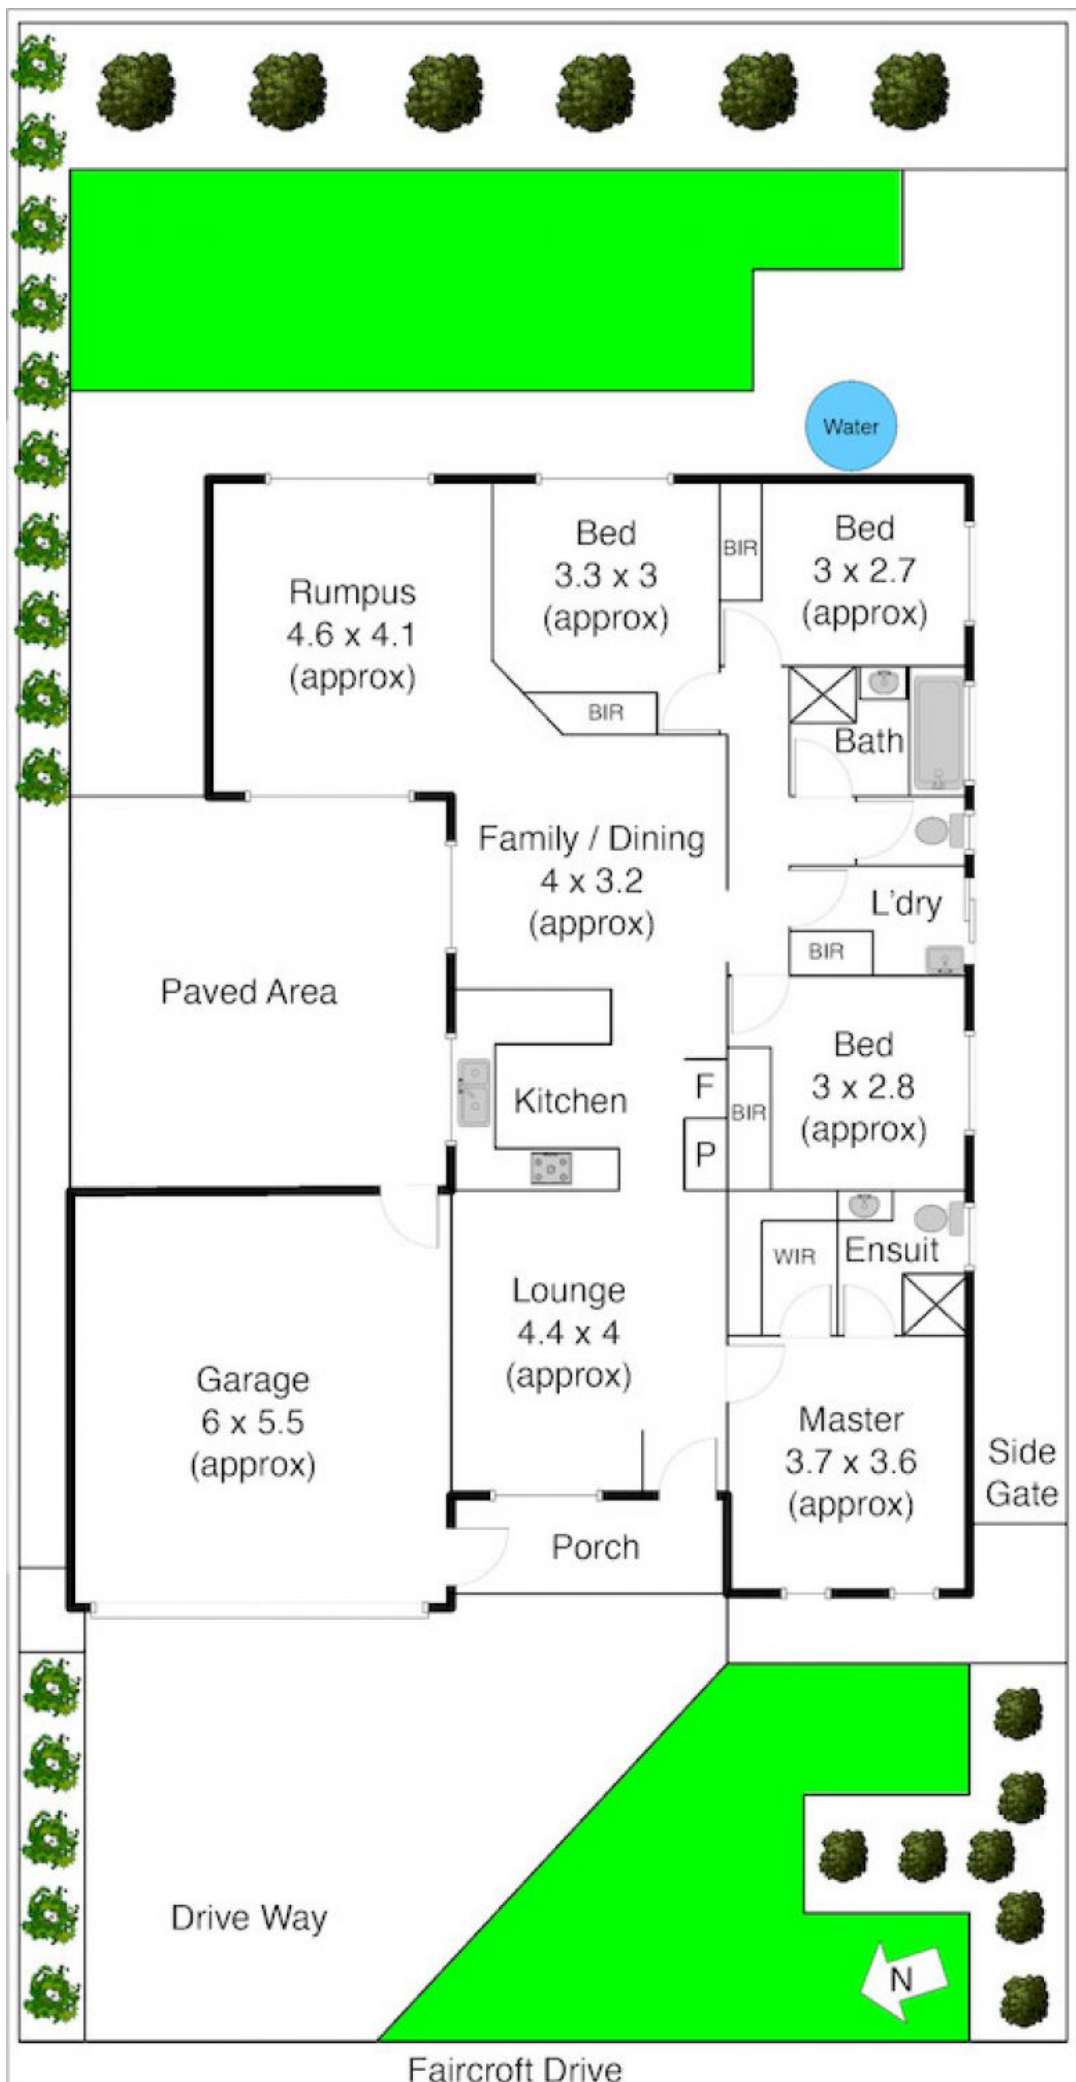 Water
Bed
3.3 x 3
(approx)
BIR
Bed
3 x 2.7
(approx)
Rumpus
4.6 x 4.1
(approx)
BIR
Bath
Family / Dining
4 x 3.2
(approx)
L'dry
BIR
Paved Area
Kitchen
F
P
BIR
Bed
3 x 2.8
(approx)
WIR
Ensuit
Lounge
4.4 x 4
(approx)
Garage
6 x 5.5
(approx)
Master
3.7 x 3.6
(approx)
Side
Gate
Porch
Drive Way
N
Faircroft Drive